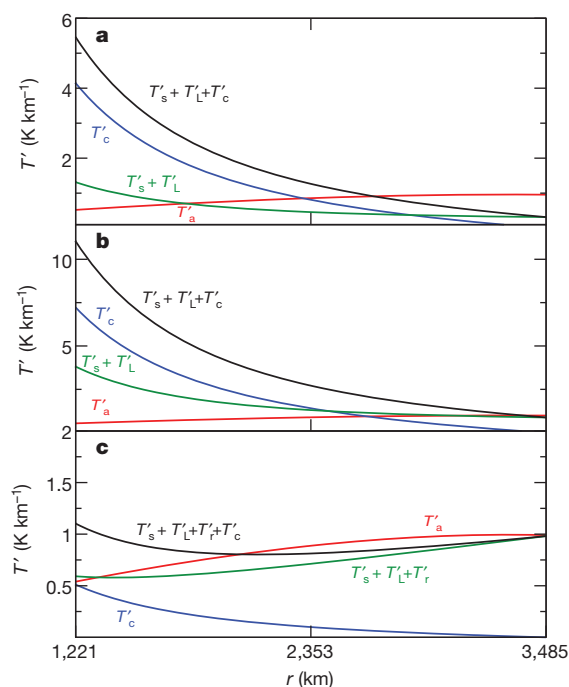 6
a
4
2
T′ (K km⁻¹)
T′s + T′L+T′c
T′c
T′s + T′L
T′a
b
10
5
2
T′ (K km⁻¹)
T′s + T′L+T′c
T′c
T′s + T′L
T′a
c
1.5
1
0.5
T′ (K km⁻¹)
T′s + T′L+T′r+T′c
T′a
T′s + T′L+T′r
T′c
1,221
2,353
3,485
r (km)